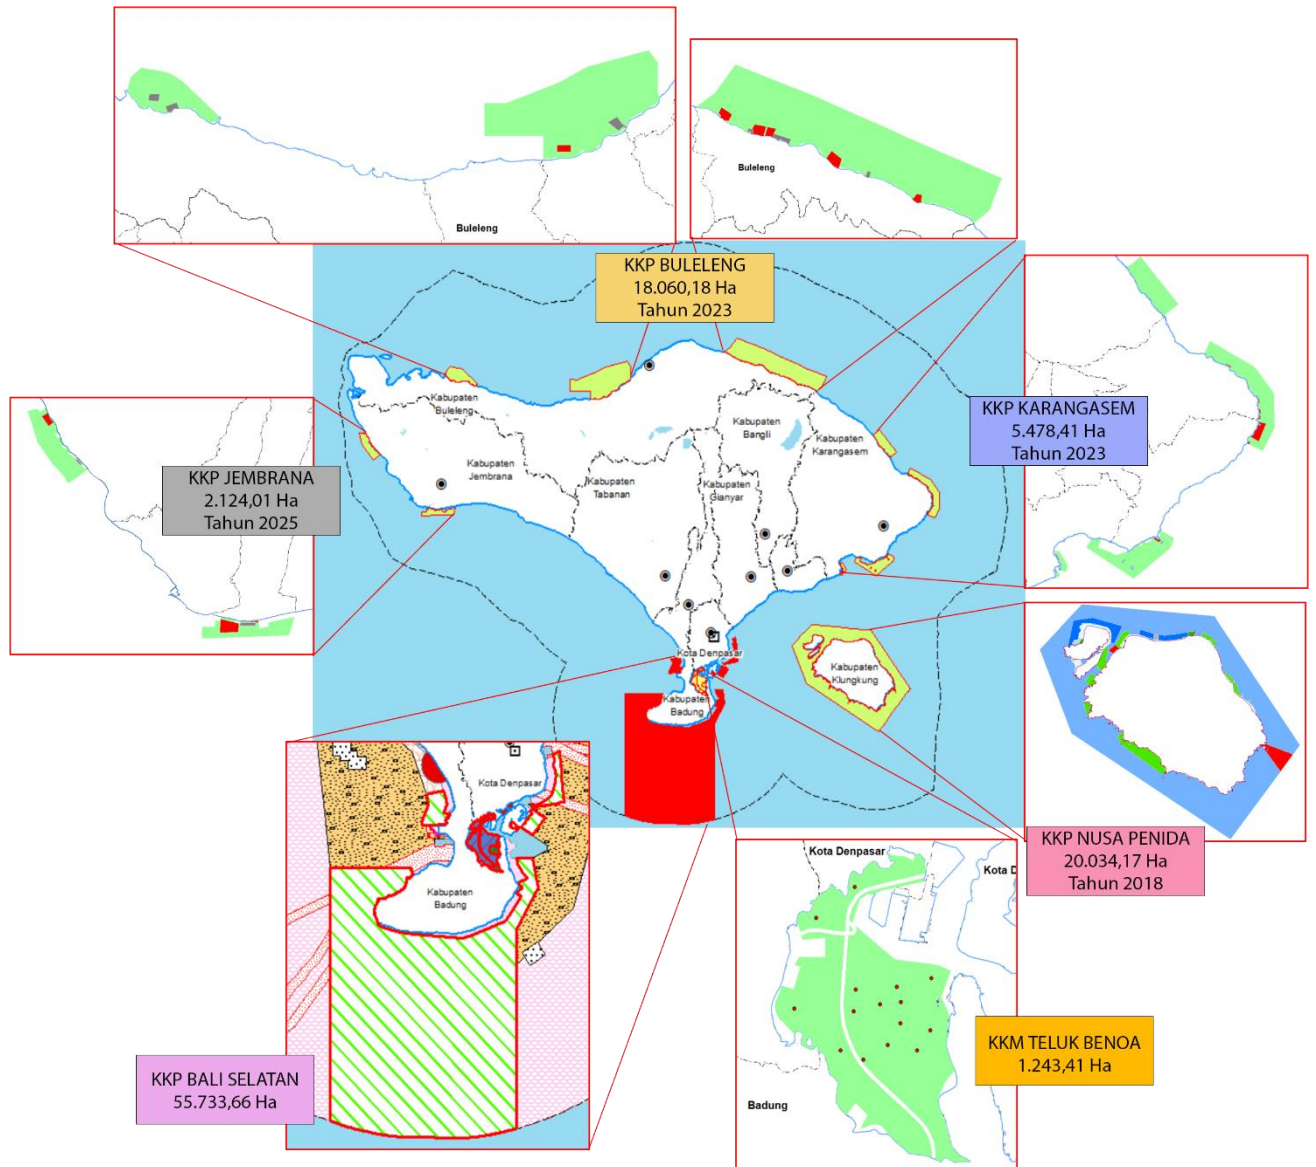 Buleleng
Buleleng
KKP BULELENG
18.060,18 Ha
Tahun 2023
KKP KARANGASEM
5.478,41 Ha
Tahun 2023
KKP JEMBRANA
2.124,01 Ha
Tahun 2025
Kabupaten
Buleleng
Kabupaten
Jembrana
Kabupaten
Tabanan
Kabupaten
Bangli
Kabupaten
Karangasem
Kabupaten
Gianyar
Kota Denpasar
Kabupaten
Badung
Kabupaten
Klungkung
KKP NUSA PENIDA
20.034,17 Ha
Tahun 2018
Kota Denpasar
Kabupaten
Badung
KKP BALI SELATAN
55.733,66 Ha
Kota Denpasar
Kota D
Badung
KKM TELUK BENOA
1.243,41 Ha